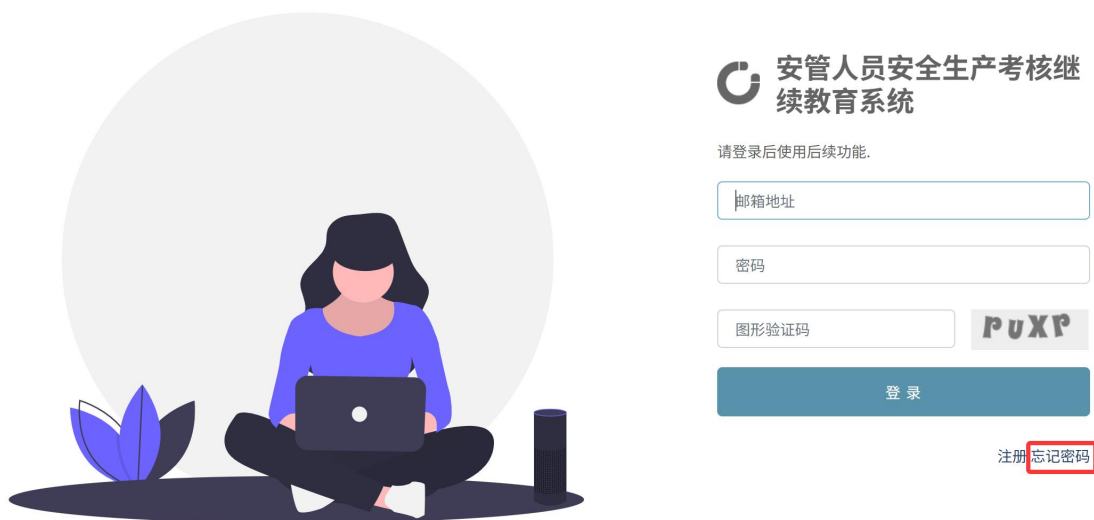 安管人员安全生产考核继
续教育系统
请登录后使用后续功能.
邮箱地址
密码
图形验证码
puxp
登 录
注册 忘记密码